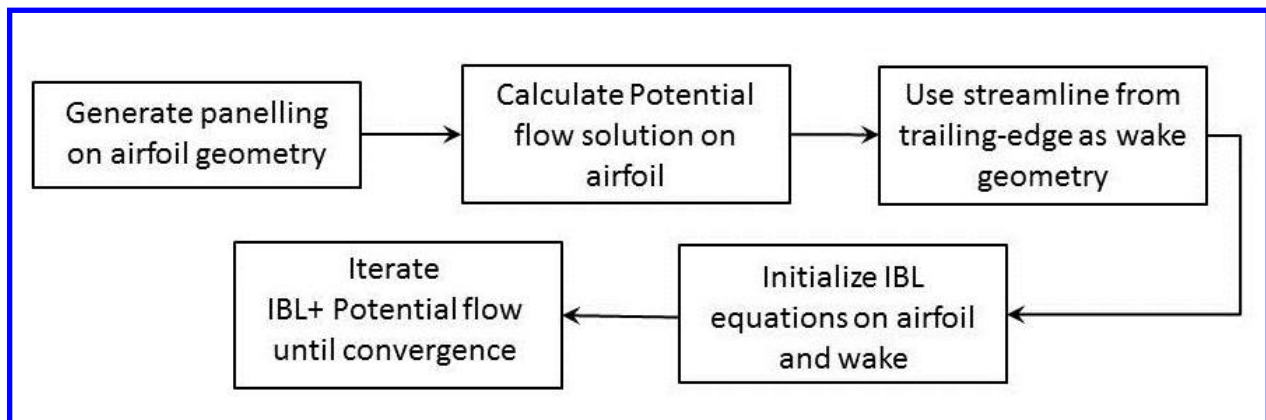 Generate panelling
on airfoil geometry
Calculate Potential
flow solution on
airfoil
Use streamline from
trailing-edge as wake
geometry
Initialize IBL
equations on airfoil
and wake
Iterate
IBL+ Potential flow
until convergence